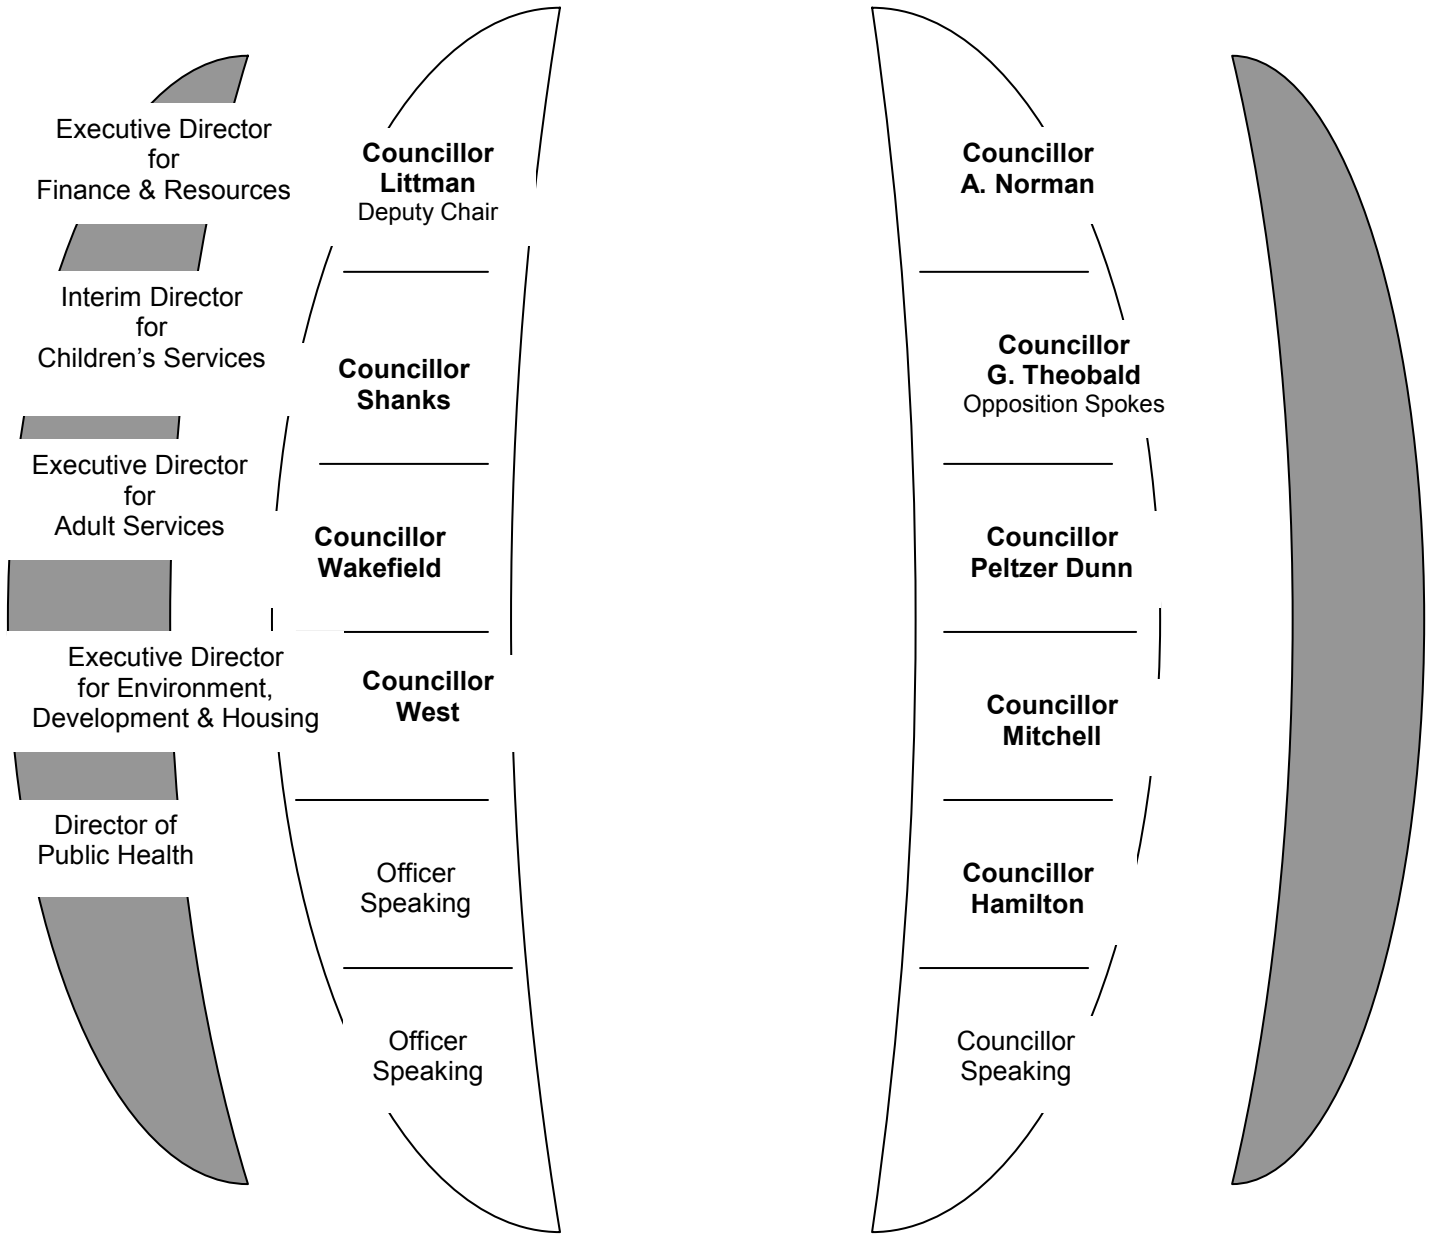 Executive Director
for
Finance & Resources
Interim Director
for
Children’s Services
Executive Director
for
Adult Services
Executive Director
for Environment,
Development & Housing
Director of
Public Health
Councillor
Littman
Deputy Chair
Councillor
Shanks
Councillor
Wakefield
Councillor
West
Officer
Speaking
Officer
Speaking
Councillor
A. Norman
Councillor
G. Theobald
Opposition Spokes
Councillor
Peltzer Dunn
Councillor
Mitchell
Councillor
Hamilton
Councillor
Speaking